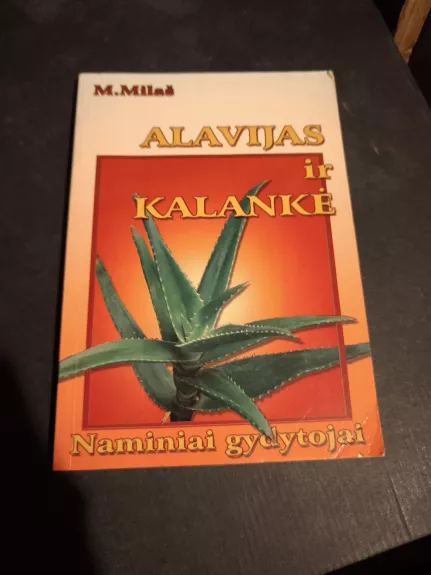 M.Milaš
ALAVIJAS
ir
KALANKĖ
Naminiai gydytojai